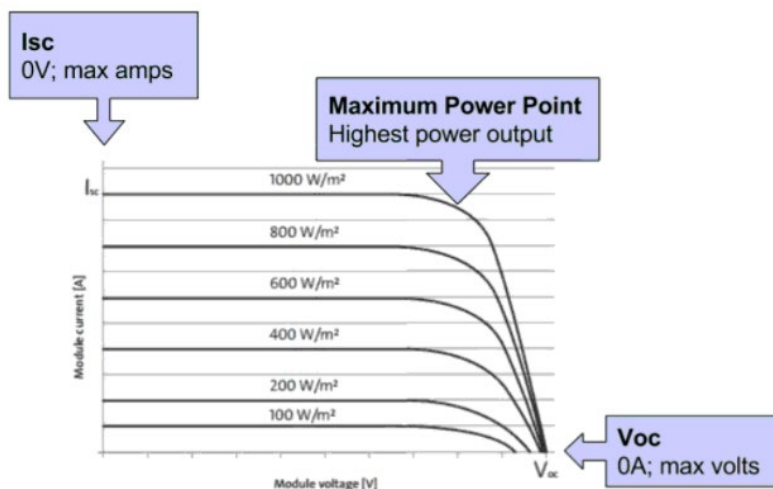 Isc
0V; max amps
Maximum Power Point
Highest power output
Isc
1000 W/m²
800 W/m²
600 W/m²
400 W/m²
200 W/m²
100 W/m²
Module current [A]
Voc
0A; max volts
Voc
Module voltage [V]